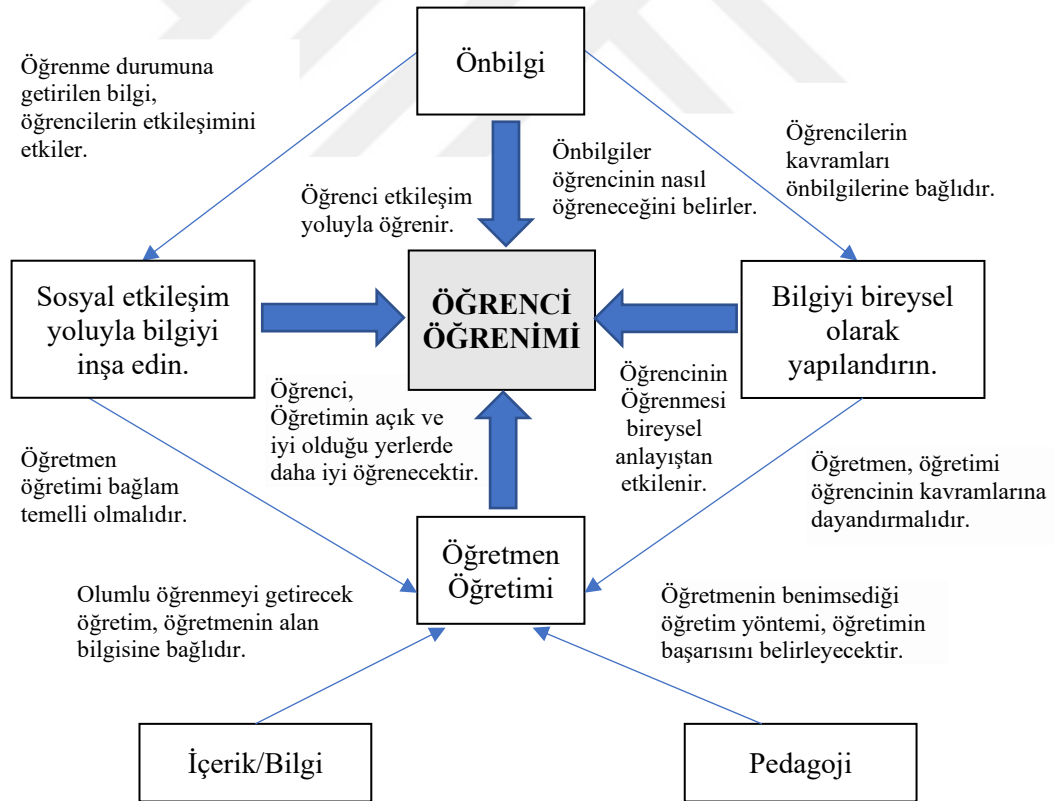 Önbilgi
Öğrenme durumuna
getirilen bilgi,
öğrencilerin etkileşimini
etkiler.
Öğrencilerin
kavramları
önbilgilerine bağlıdır.
Önbilgiler
öğrencinin nasıl
öğreneceğini belirler.
Öğrenci etkileşim
yoluyla öğrenir.
Sosyal etkileşim
yoluyla bilgiyi
inşa edin.
ÖĞRENCİ
ÖĞRENİMİ
Bilgiyi bireysel
olarak
yapılandırın.
Öğrenci,
Öğretimin açık ve
iyi olduğu yerlerde
daha iyi öğrenecektir.
Öğrencinin
Öğrenmesi
bireysel
anlayıştan
etkilenir.
Öğretmen
öğretimi bağlam
temelli olmalıdır.
Öğretmen, öğretimi
öğrencinin kavramlarına
dayandırmalıdır.
Öğretmen
Öğretimi
Olumlu öğrenmeyi getirecek
öğretim, öğretmenin alan
bilgisine bağlıdır.
Öğretmenin benimsediği
öğretim yöntemi, öğretimin
başarısını belirleyecektir.
İçerik/Bilgi
Pedagoji